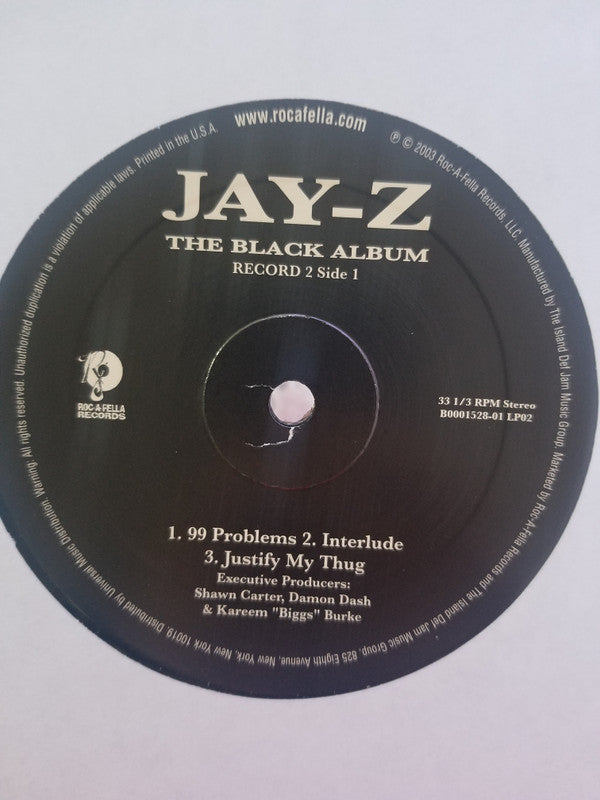 www.rocafella.com
℗ © 2003 Roc-A-Fella Records, LLC. Manufactured by The Island Def Jam Music Group. Marketed by Roc-A-Fella Records and The Island Def Jam Music Group, 825 Eighth Avenue, New York, New York 10019. Distributed by Universal Music Distribution. Warning: All rights reserved. Unauthorized duplication is a violation of applicable laws. Printed in the U.S.A.
JAY-Z
THE BLACK ALBUM
RECORD 2 Side 1
ROC-A-FELLA
RECORDS
33 1/3 RPM Stereo
B0001528-01 LP02
1. 99 Problems 2. Interlude
3. Justify My Thug
Executive Producers:
Shawn Carter, Damon Dash
& Kareem "Biggs" Burke